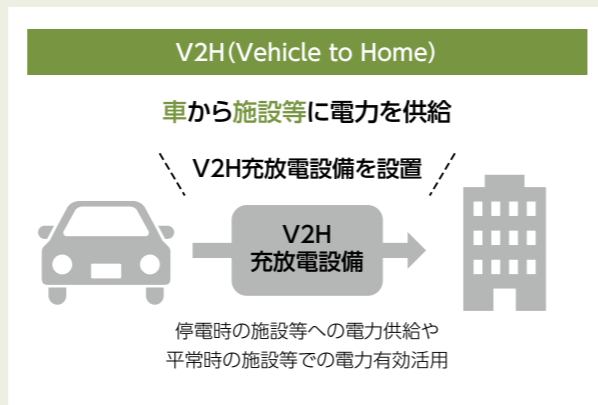 V2H(Vehicle to Home)
車から施設等に電力を供給
V2H充放電設備を設置
V2H
充放電設備
停電時の施設等への電力供給や
平常時の施設等での電力有効活用